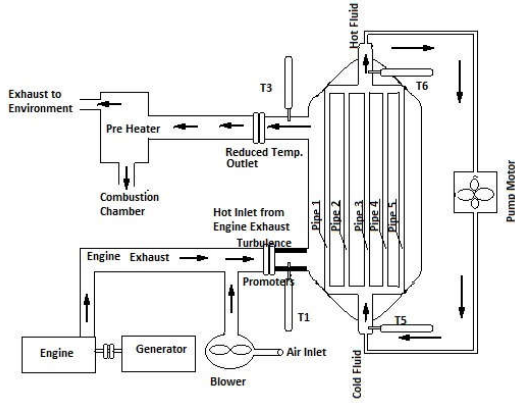 Hot Fluid
T3
T6
Exhaust to
Environment
Pre Heater
Reduced Temp.
Outlet
Combustion
Chamber
Pipe 1
Pipe 2
Pipe 3
Pipe 4
Pipe 5
Pump Motor
Hot Inlet from
Engine Exhaust
Turbulence
Engine Exhaust
Promoters
T1
T5
Engine
Generator
Air Inlet
Blower
Cold Fluid